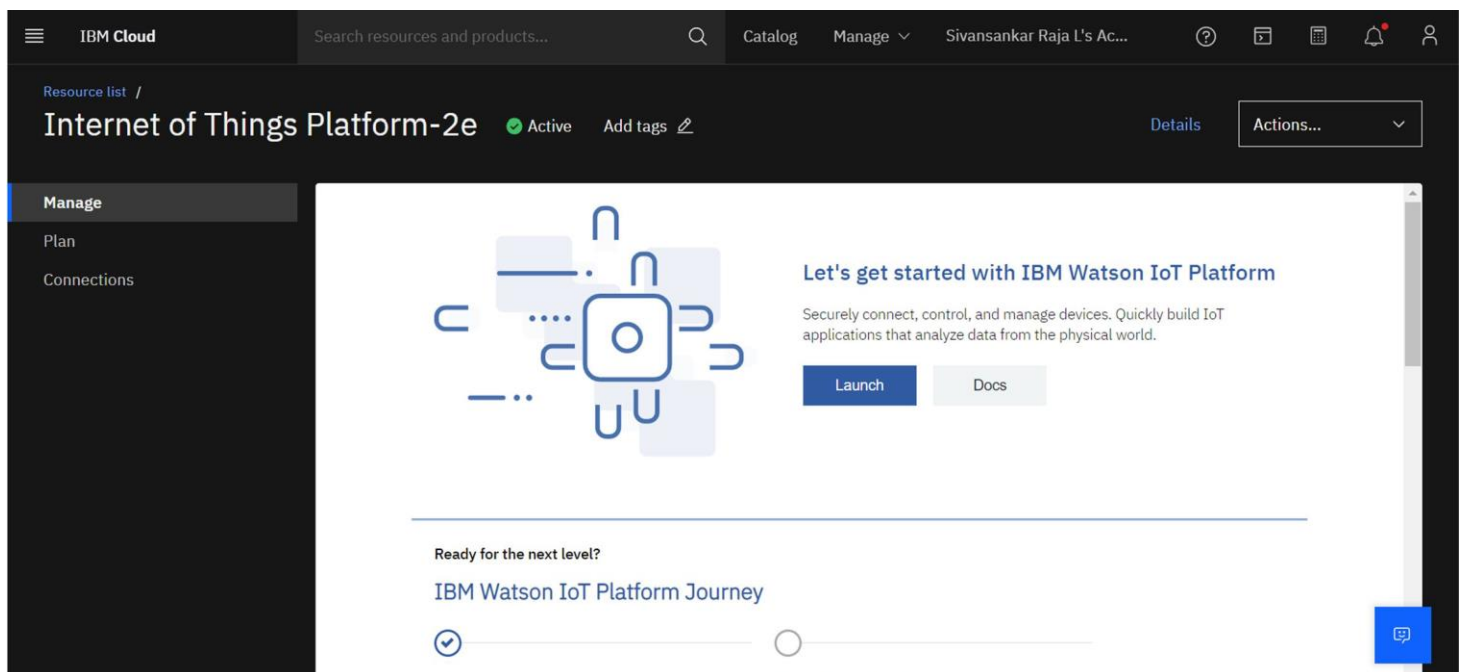 IBM Cloud
Search resources and products...
Catalog
Manage
Sivansankar Raja L's Ac...
Resource list /
Internet of Things Platform-2e
Active
Add tags
Details
Actions...
Manage
Plan
Connections
Let's get started with IBM Watson IoT Platform
Securely connect, control, and manage devices. Quickly build IoT
applications that analyze data from the physical world.
Launch
Docs
Ready for the next level?
IBM Watson IoT Platform Journey